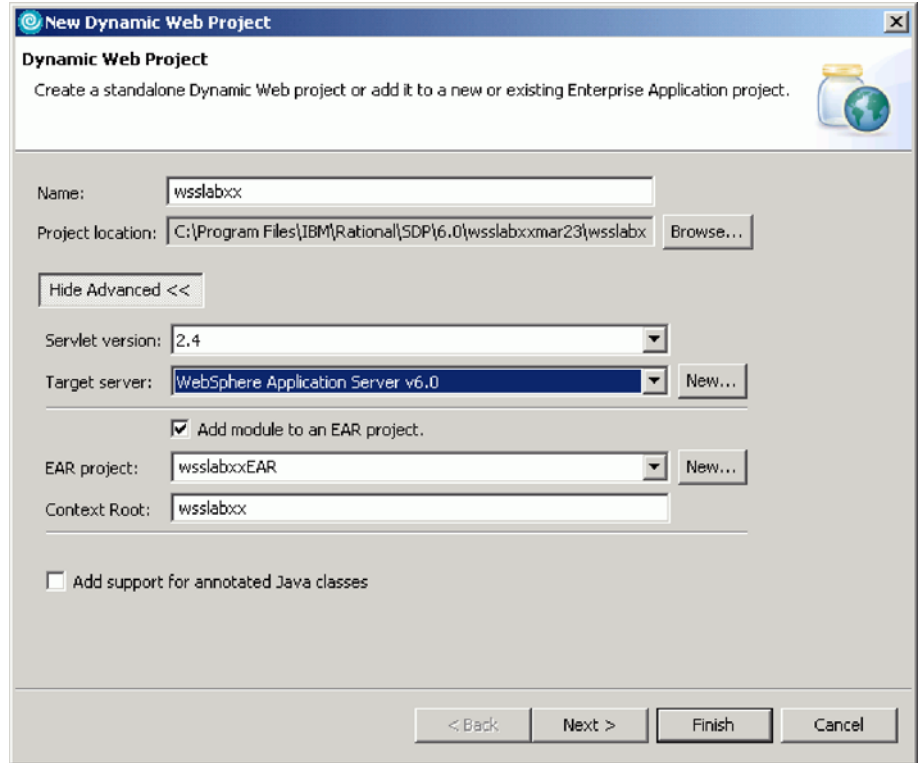 New Dynamic Web Project
Dynamic Web Project
Create a standalone Dynamic Web project or add it to a new or existing Enterprise Application project.
Name: wsslabxx
Project location: C:\Program Files\IBM\Rational\SDP\6.0\wsslabxxmar23\wsslabx Browse...
Hide Advanced <<
Servlet version: 2.4
Target server: WebSphere Application Server v6.0 New...
Add module to an EAR project.
EAR project: wsslabxxEAR New...
Context Root: wsslabxx
Add support for annotated Java classes
< Back Next > Finish Cancel